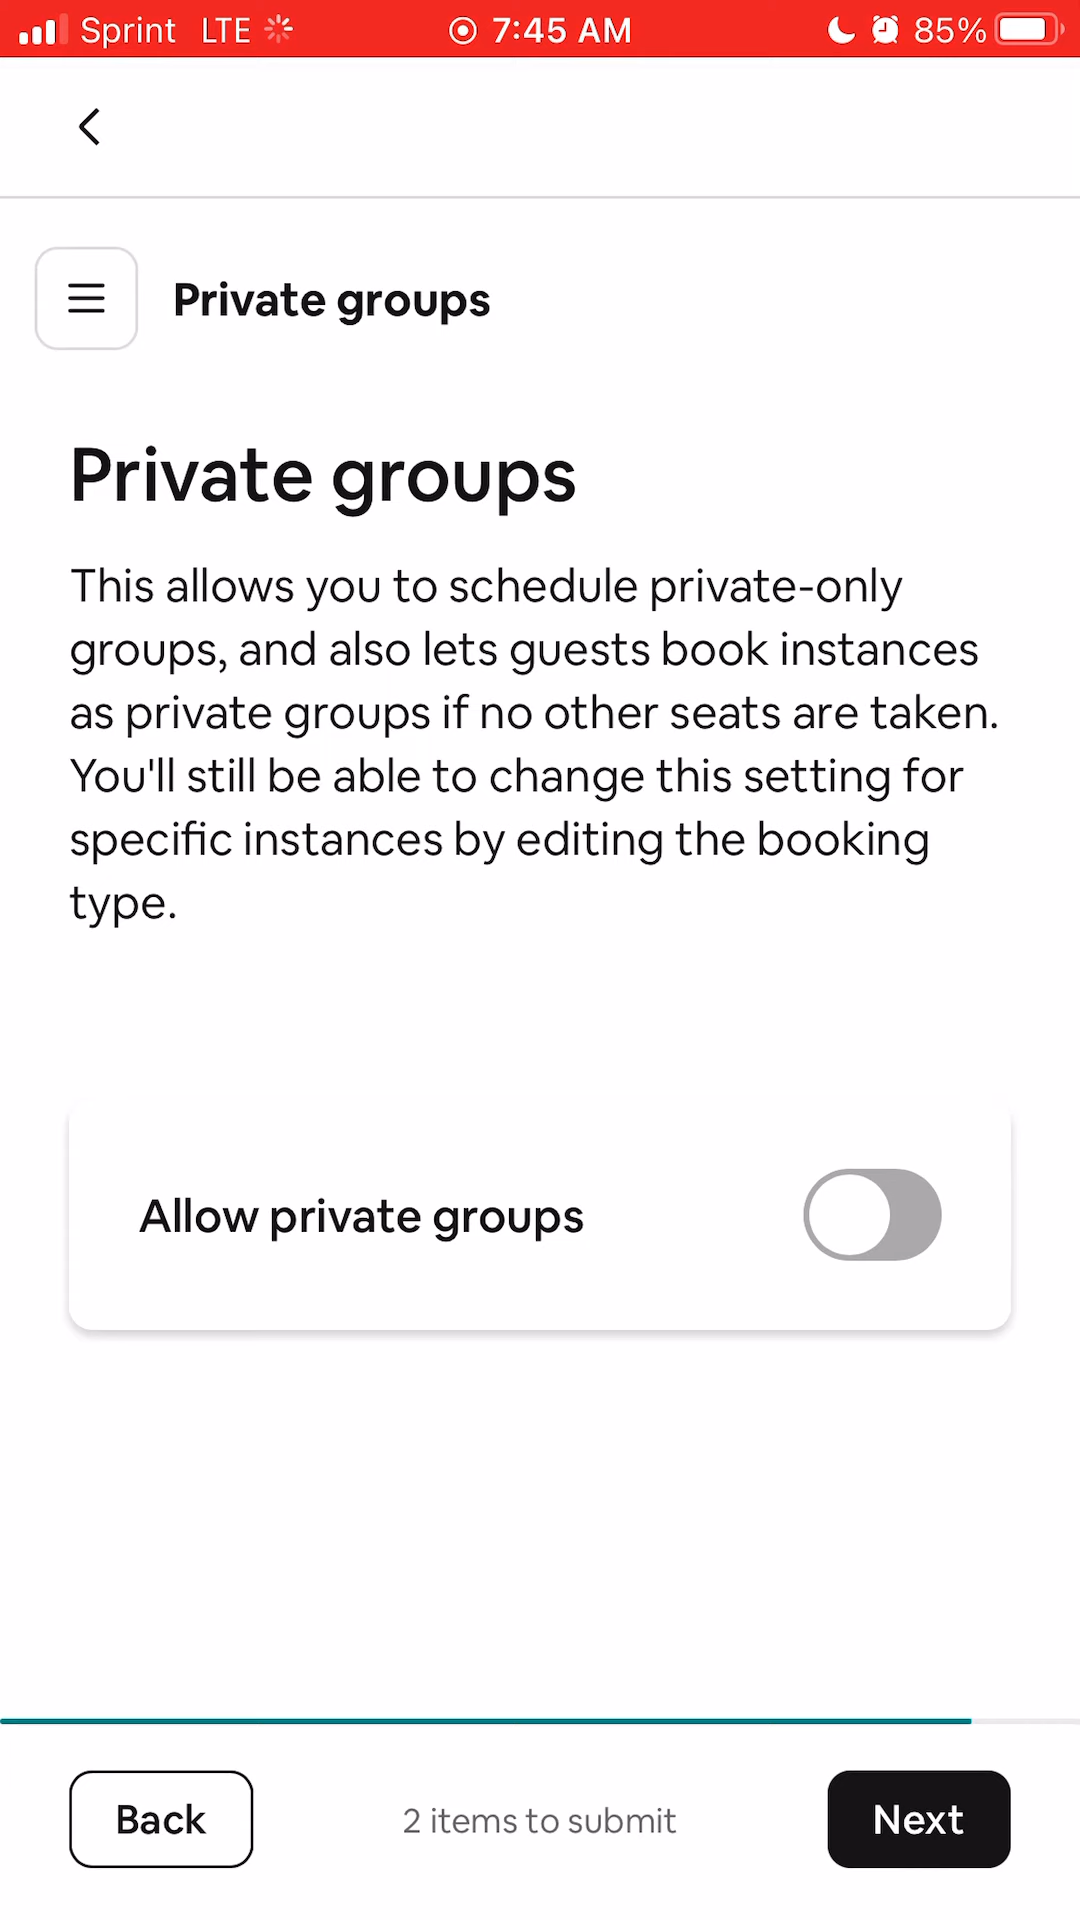 Sprint LTE 7:45 AM 85%
Private groups
Private groups
This allows you to schedule private-only
groups, and also lets guests book instances
as private groups if no other seats are taken.
You'll still be able to change this setting for
specific instances by editing the booking
type.
Allow private groups
Back 2 items to submit Next